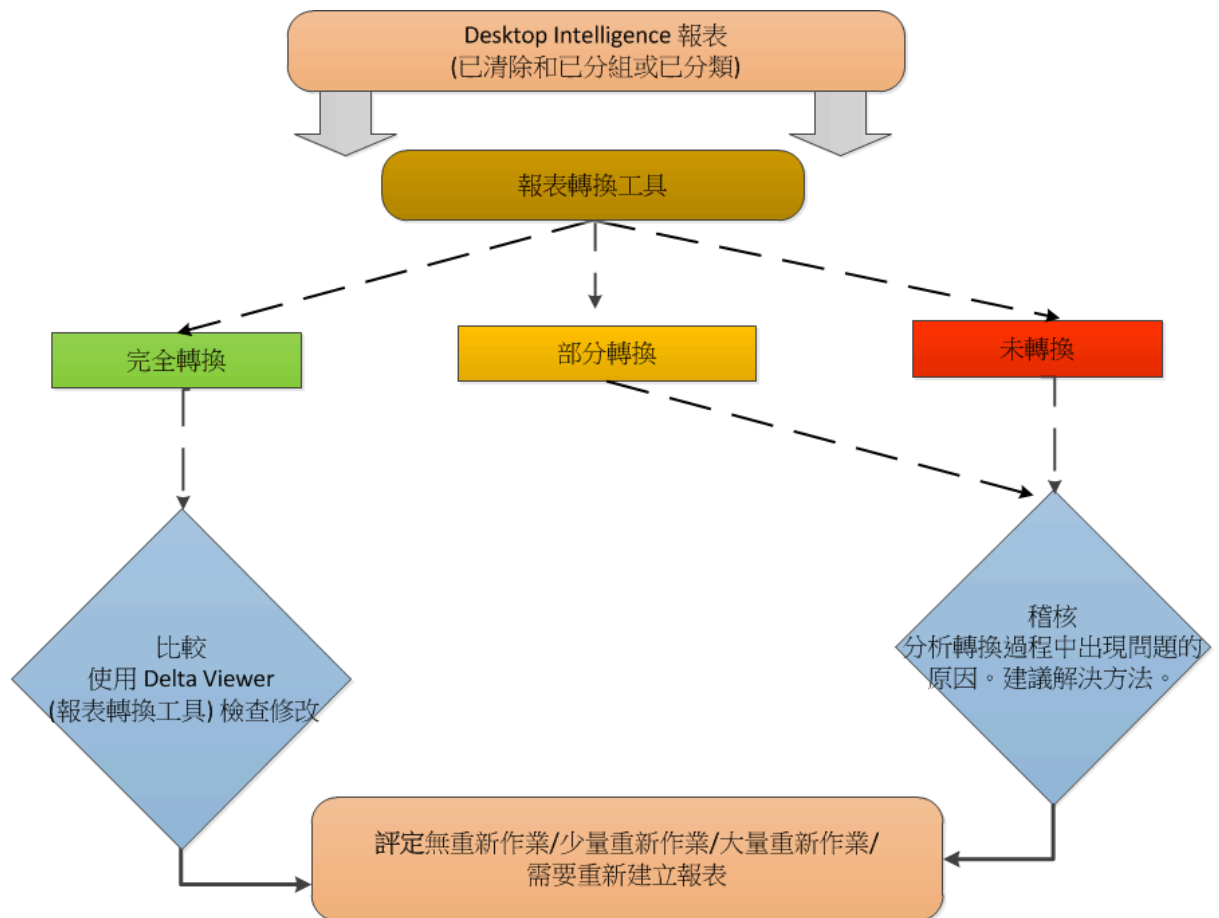 Desktop Intelligence 報表
(已清除和已分組或已分類)
報表轉換工具
完全轉換
部分轉換
未轉換
比較
使用 Delta Viewer
(報表轉換工具) 檢查修改
稽核
分析轉換過程中出現問題的
原因。建議解決方法。
評定無重新作業/少量重新作業/大量重新作業/
需要重新建立報表